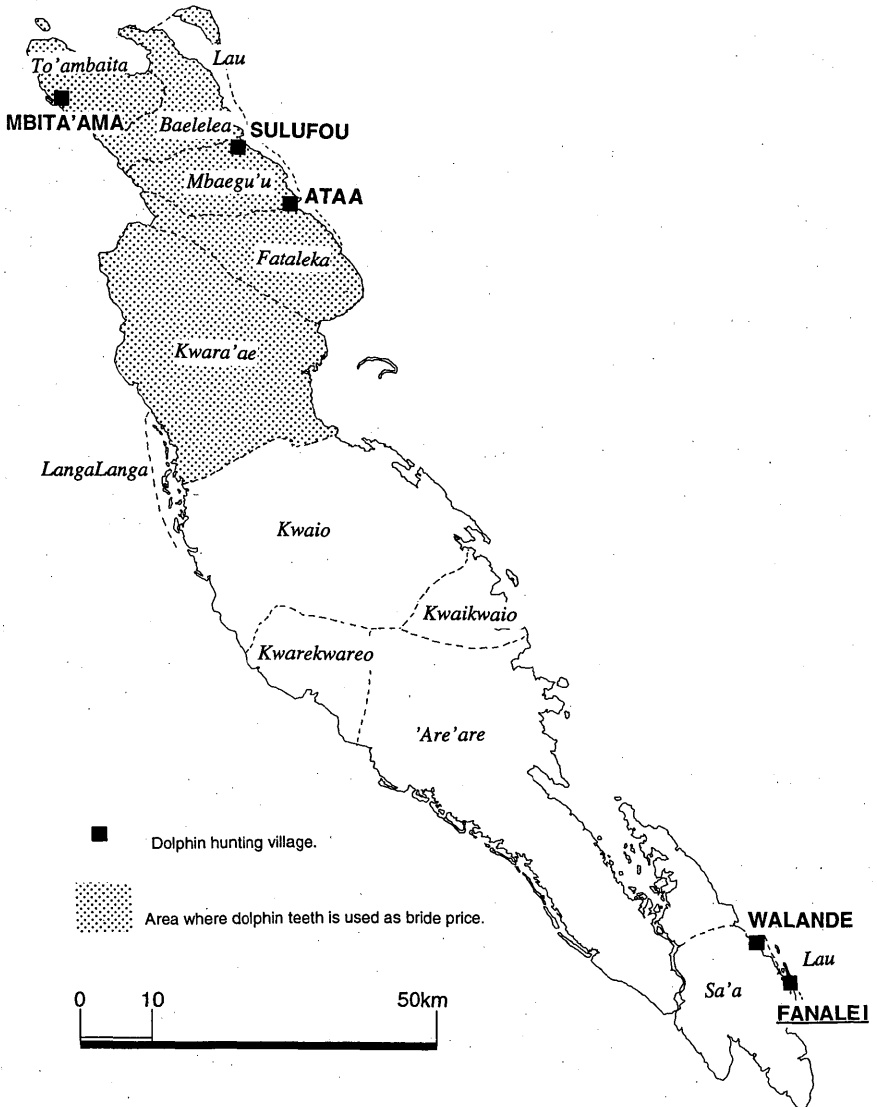 Lau
To'ambaita
MBITA'AMA
Baelelea
SULUFOU
Mbaegu'u
ATAA
Fataleka
Kwara'ae
LangaLanga
Kwaio
Kwaikwaio
Kwarekwareo
'Are'are
Dolphin hunting village.
Area where dolphin teeth is used as bride price.
WALANDE
Lau
Sa'a
FANALEI
0 10 50km